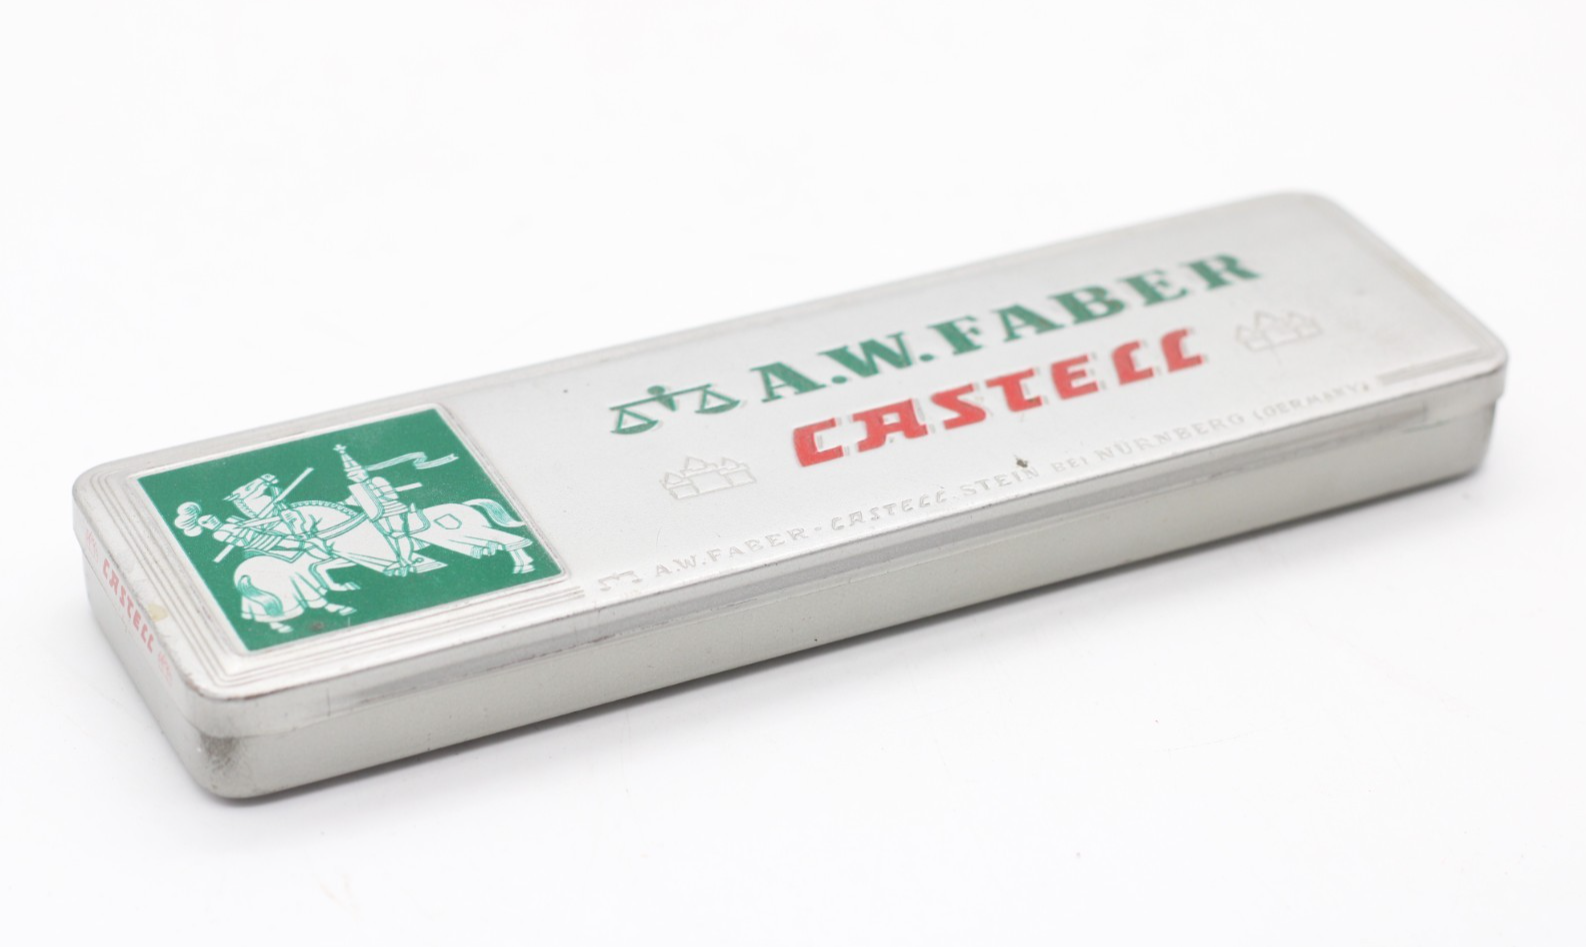 A.W.FABER
CASTELL
A.W.FABER-CASTELL STEIN BEI NÜRNBERG (GERMANY)
CASTELL